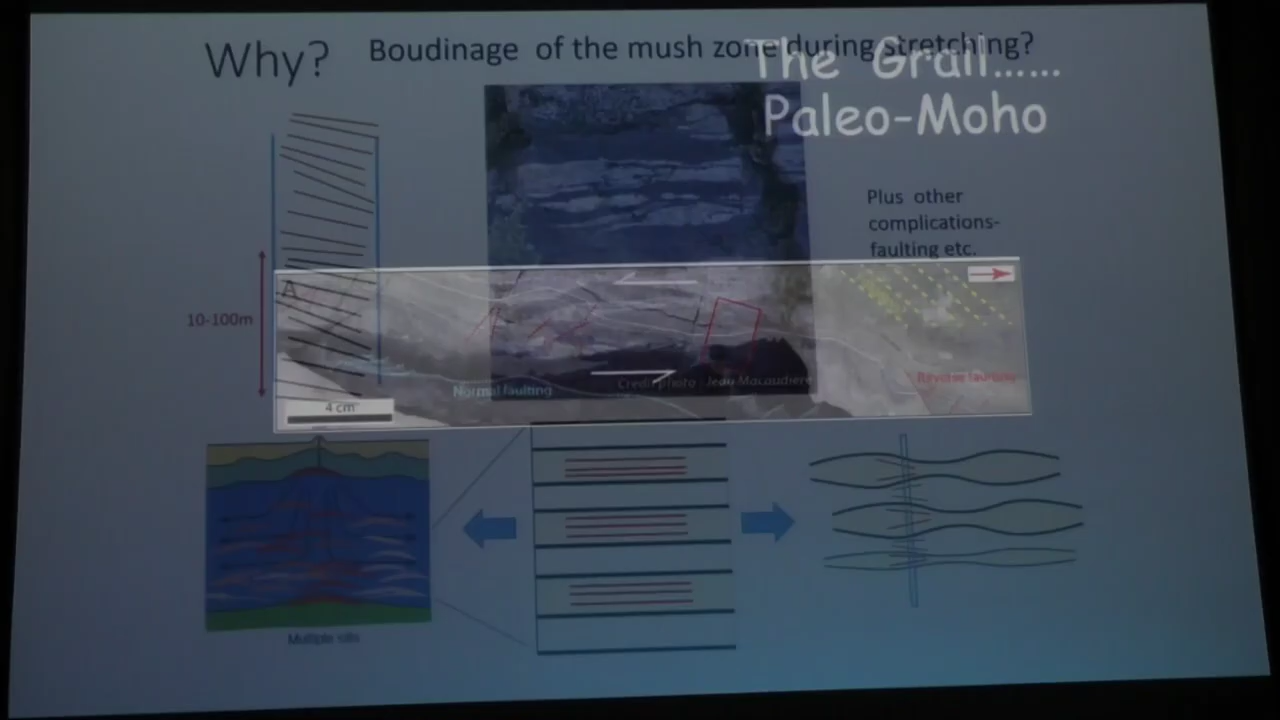 Why?
Boudinage of the mush zone during stretching?
The Grail......
Paleo-Moho
Plus other
complications-
faulting etc.
A
10-100m
Normal faulting
Credit photo Jean Macaudiere
Reverse faulting
4 cm
Multiple sills